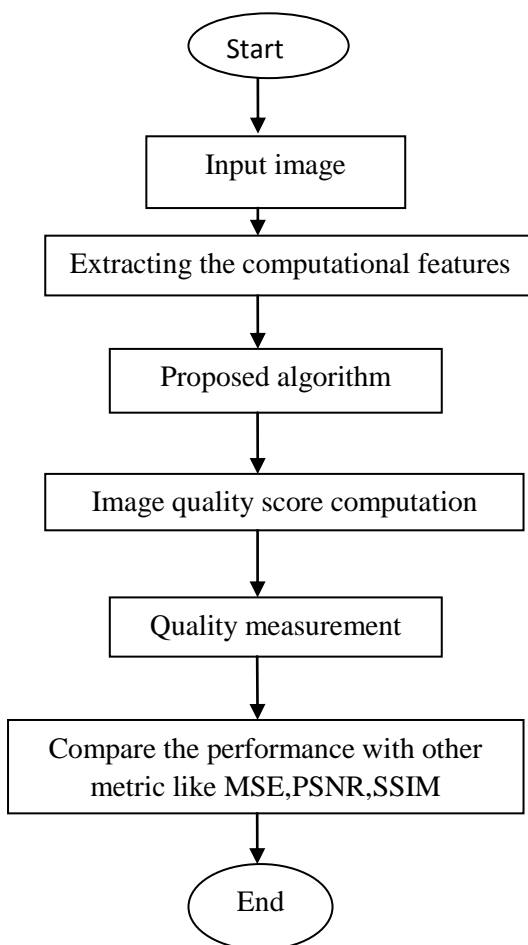 Start
Input image
Extracting the computational features
Proposed algorithm
Image quality score computation
Quality measurement
Compare the performance with other
metric like MSE,PSNR,SSIM
End